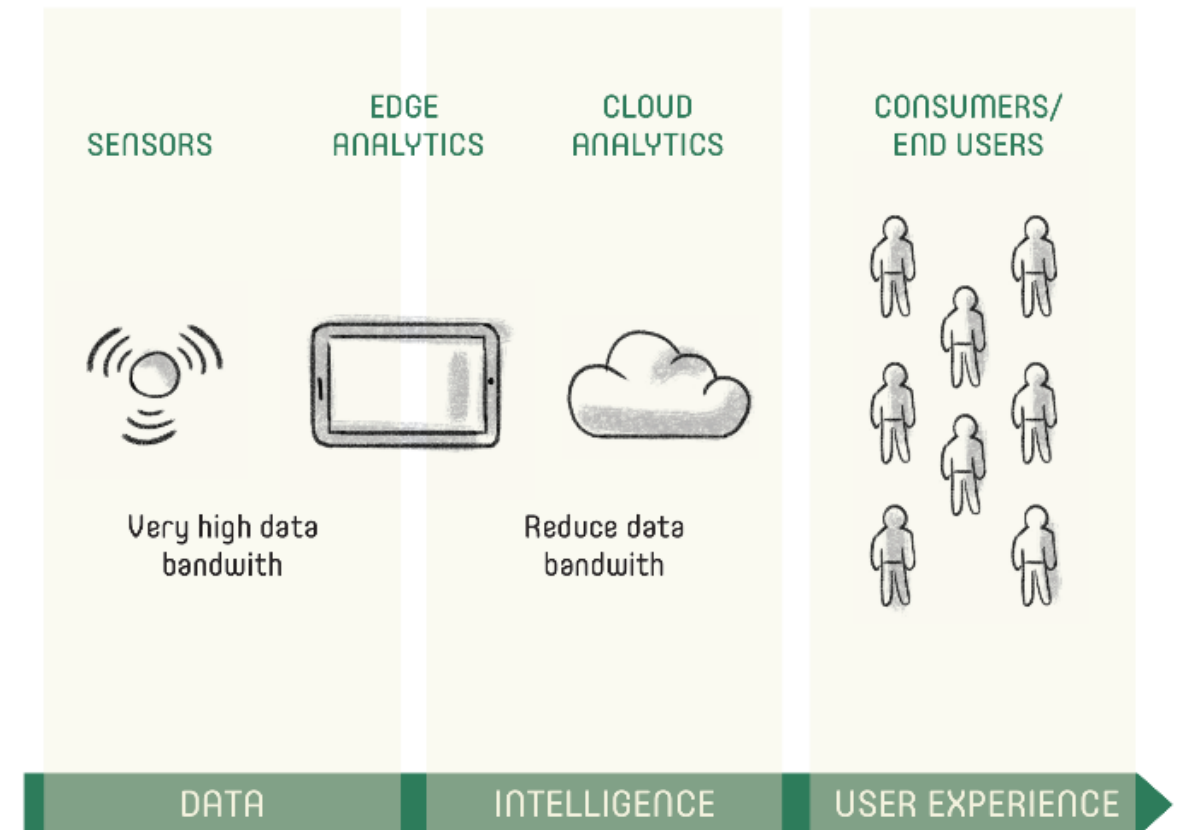 SENSORS
EDGE
ANALYTICS
CLOUD
ANALYTICS
CONSUMERS/
END USERS
Very high data
bandwith
Reduce data
bandwith
DATA
INTELLIGENCE
USER EXPERIENCE